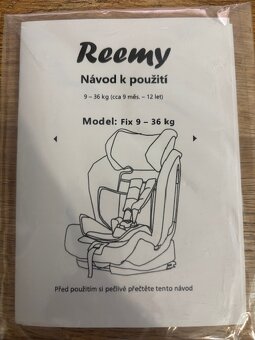 Reemy
Návod k použití
9 – 36 kg (cca 9 měs. – 12 let)
Model: Fix 9 – 36 kg
Před použitím si pečlivě přečtěte tento návod